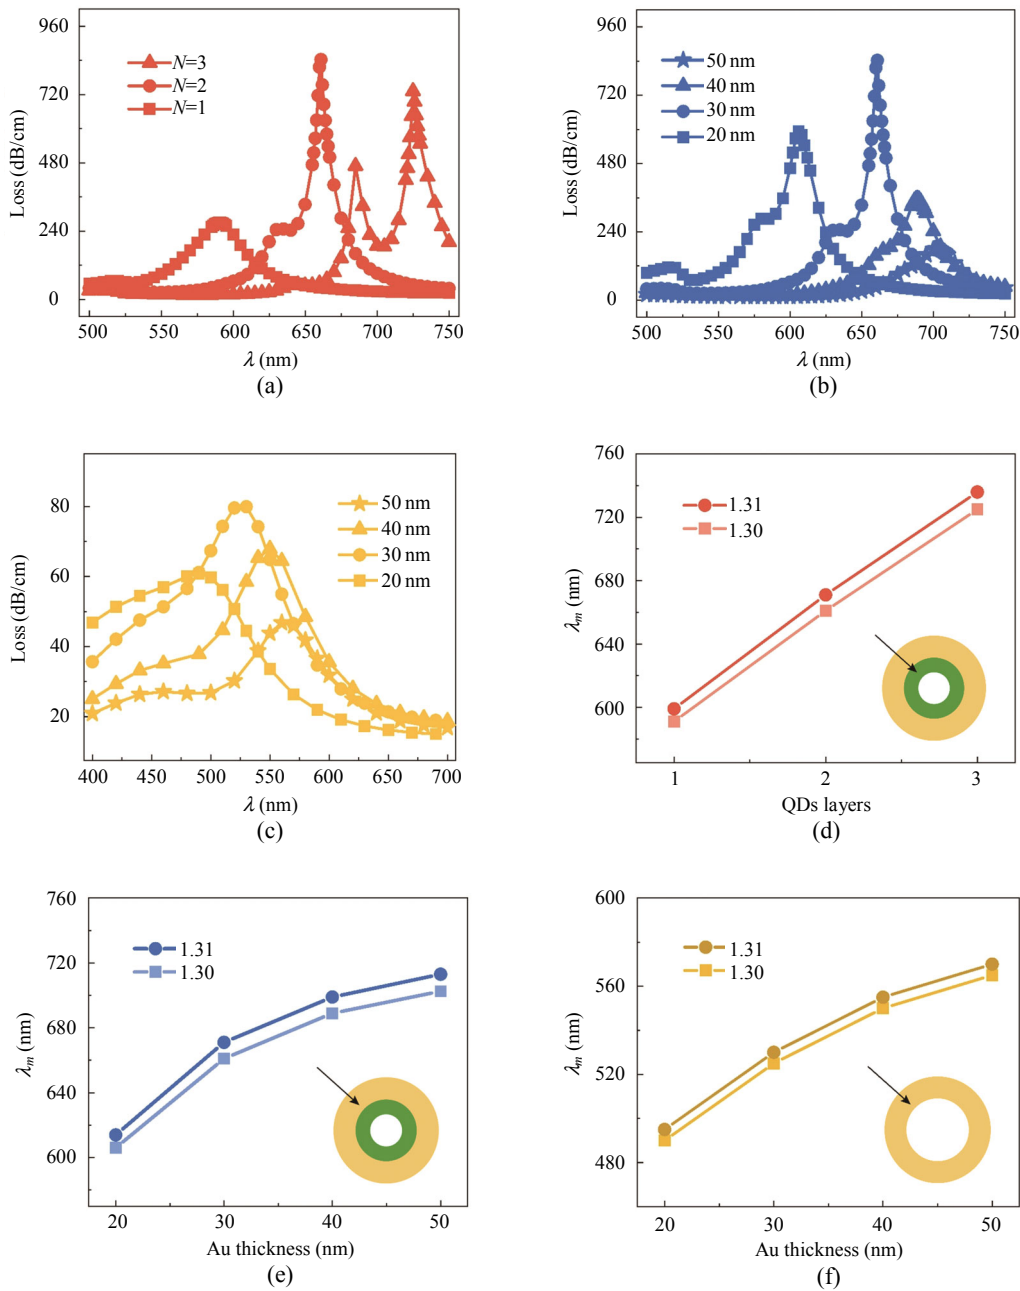 960
720
480
240
0
Loss (dB/cm)
N=3
N=2
N=1
500 550 600 650 700 750
λ (nm)
(a)
960
720
480
240
0
Loss (dB/cm)
50 nm
40 nm
30 nm
20 nm
500 550 600 650 700 750
λ (nm)
(b)
80
60
40
20
Loss (dB/cm)
50 nm
40 nm
30 nm
20 nm
400 450 500 550 600 650 700
λ (nm)
(c)
760
720
680
640
600
λm (nm)
1.31
1.30
1 2 3
QDs layers
(d)
760
720
680
640
600
λm (nm)
1.31
1.30
20 30 40 50
Au thickness (nm)
(e)
600
560
520
480
λm (nm)
1.31
1.30
20 30 40 50
Au thickness (nm)
(f)